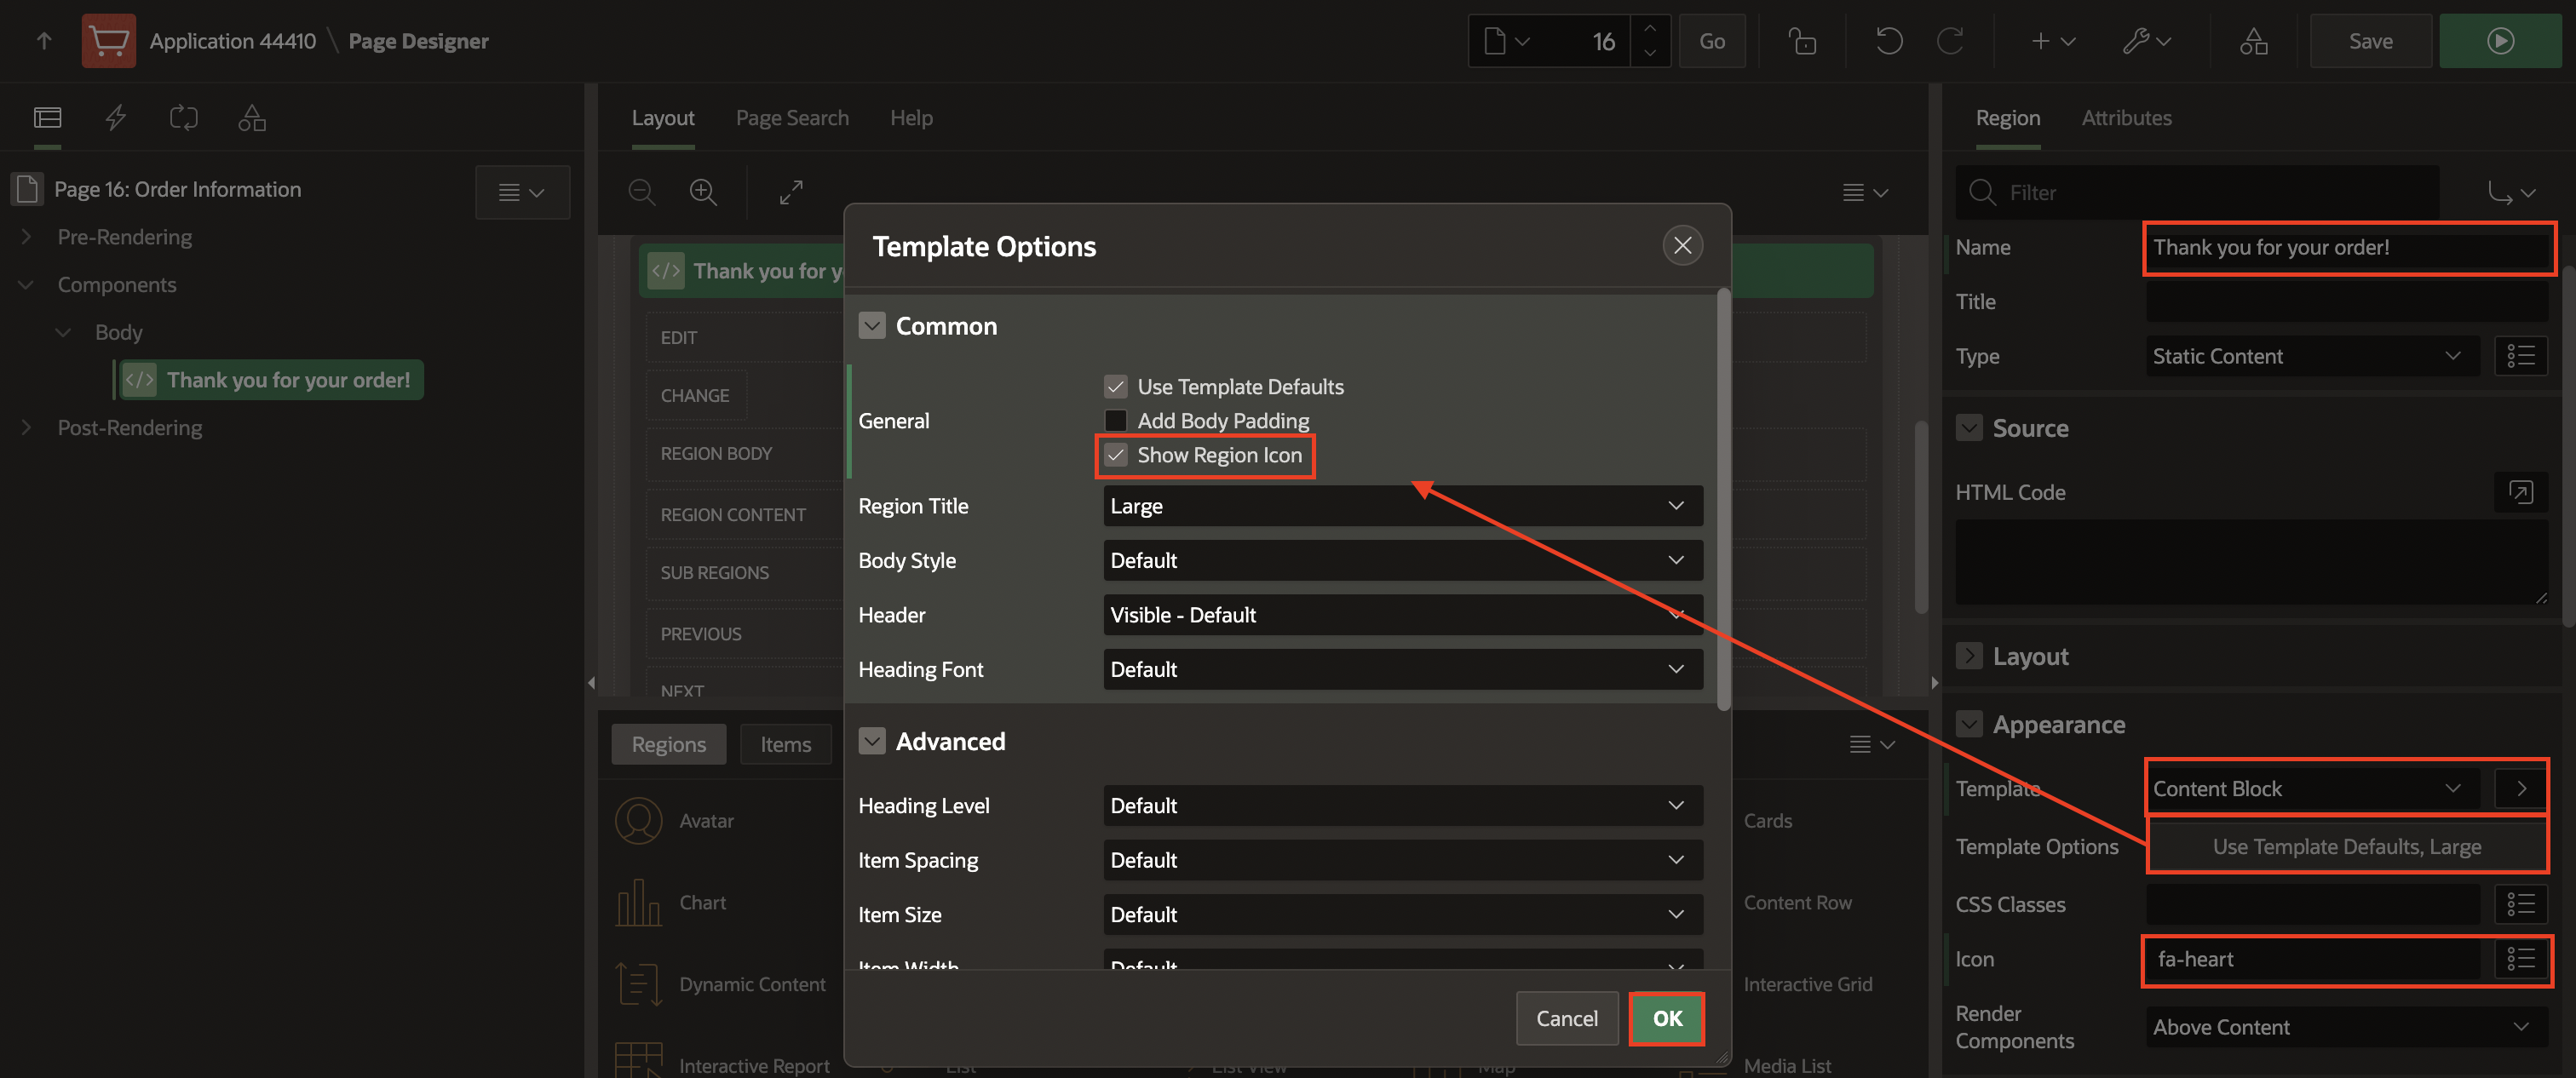 Application 44410 \ Page Designer
16
Go
Save
Layout
Page Search
Help
Region
Attributes
Page 16: Order Information
Pre-Rendering
Components
Body
Thank you for your order!
Post-Rendering
Thank you for y
EDIT
CHANGE
REGION BODY
REGION CONTENT
SUB REGIONS
PREVIOUS
NEXT
Regions
Items
Avatar
Chart
Dynamic Content
Interactive Report
List
List View
Map
Cards
Content Row
Interactive Grid
Media List
Template Options
Common
General
Use Template Defaults
Add Body Padding
Show Region Icon
Region Title
Large
Body Style
Default
Header
Visible - Default
Heading Font
Default
Advanced
Heading Level
Default
Item Spacing
Default
Item Size
Default
Item Width
Default
Cancel
OK
Filter
Name
Thank you for your order!
Title
Type
Static Content
Source
HTML Code
Layout
Appearance
Template
Content Block
Template Options
Use Template Defaults, Large
CSS Classes
Icon
fa-heart
Render
Components
Above Content